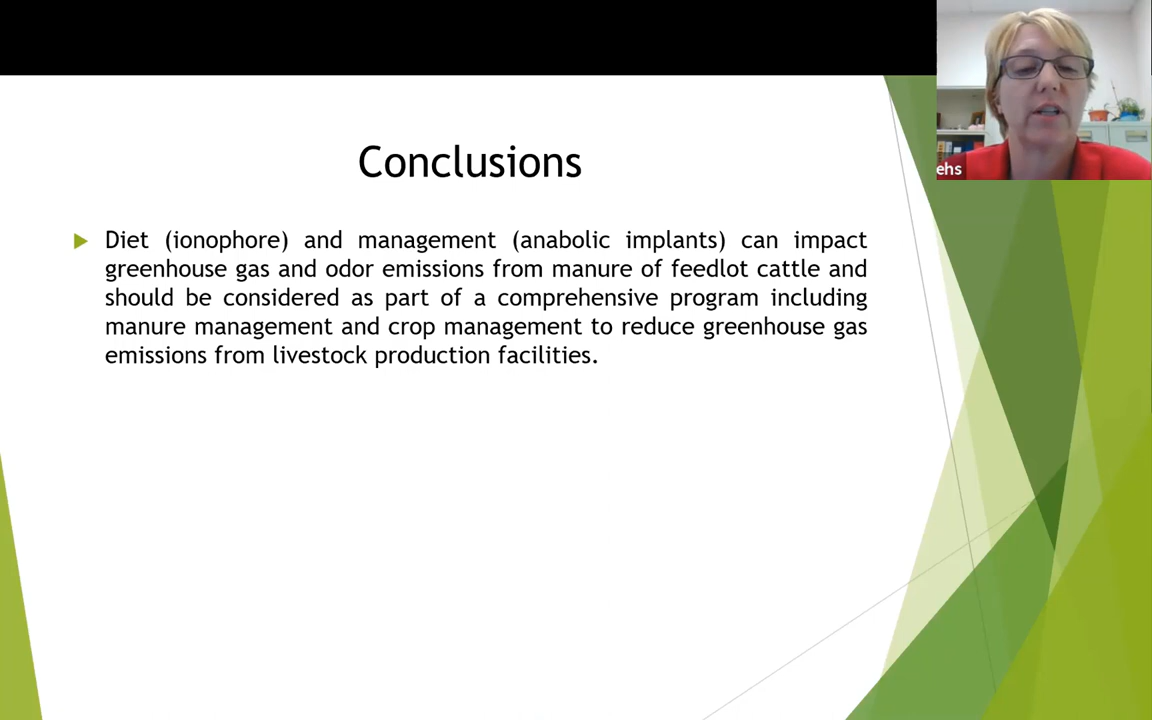 ehs
Conclusions
Diet (ionophore) and management (anabolic implants) can impact
greenhouse gas and odor emissions from manure of feedlot cattle and
should be considered as part of a comprehensive program including
manure management and crop management to reduce greenhouse gas
emissions from livestock production facilities.